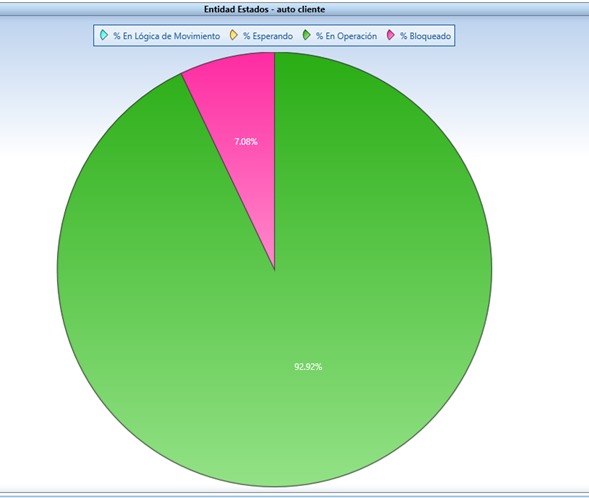 Entidad Estados - auto cliente
% En Lógica de Movimiento % Esperando % En Operación % Bloqueado
7.08%
92.92%